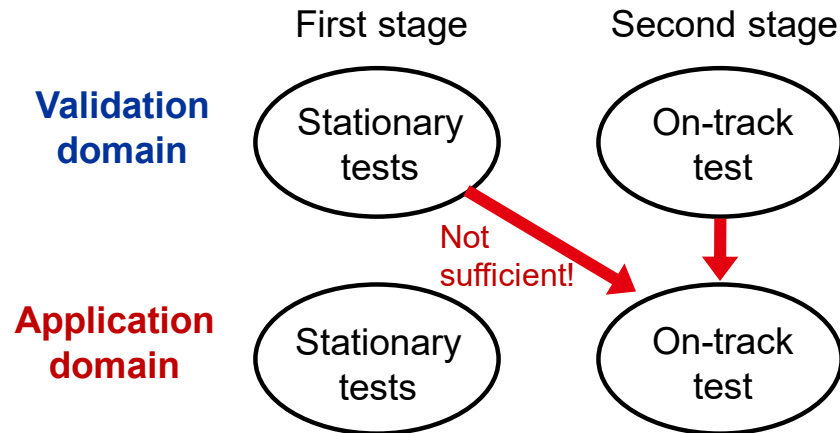 First stage
Second stage
Validation
domain
Stationary
tests
On-track
test
Not
sufficient!
Application
domain
Stationary
tests
On-track
test